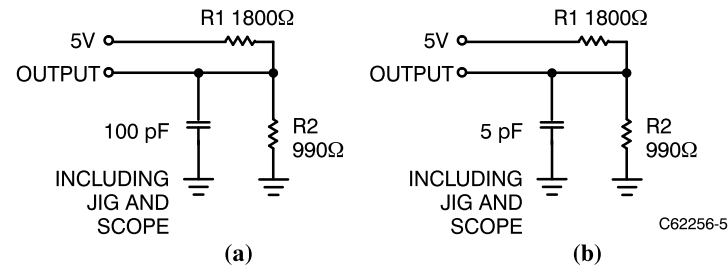 R1 1800Ω
5V
OUTPUT
100 pF
R2
990Ω
INCLUDING
JIG AND
SCOPE
(a)
R1 1800Ω
5V
OUTPUT
5 pF
R2
990Ω
INCLUDING
JIG AND
SCOPE
(b)
C62256-5